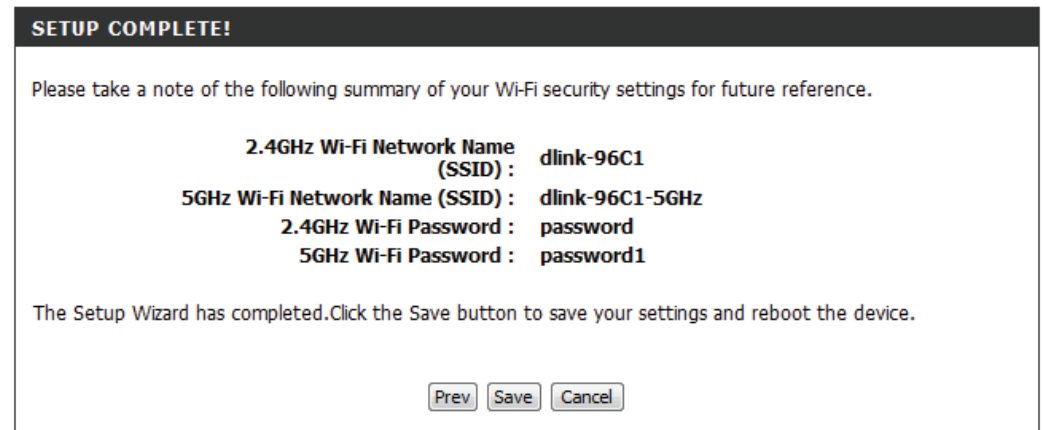 SETUP COMPLETE!
Please take a note of the following summary of your Wi-Fi security settings for future reference.
2.4GHz Wi-Fi Network Name
(SSID) : dlink-96C1
5GHz Wi-Fi Network Name (SSID) : dlink-96C1-5GHz
2.4GHz Wi-Fi Password : password
5GHz Wi-Fi Password : password1
The Setup Wizard has completed.Click the Save button to save your settings and reboot the device.
Prev Save Cancel